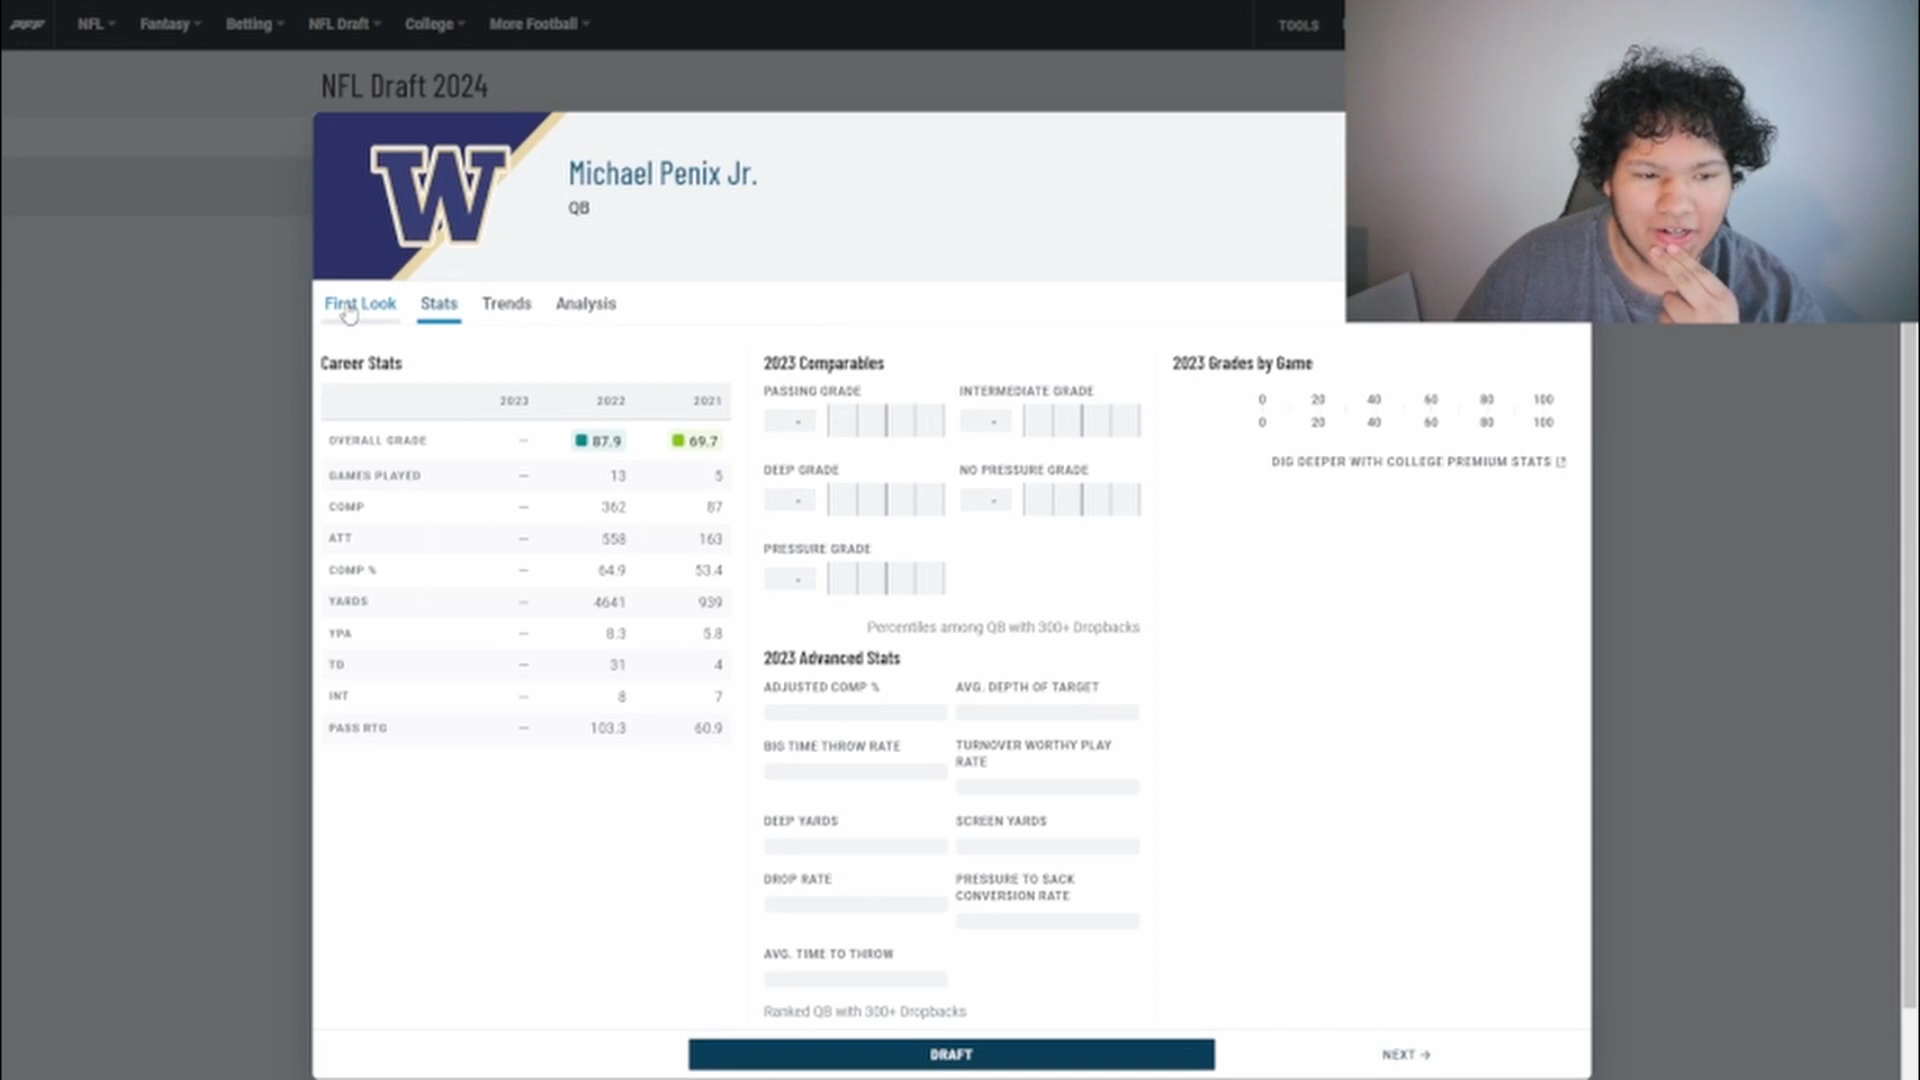 PFF NFL Fantasy Betting NFL Draft College More Football TOOLS
NFL Draft 2024
W
Michael Penix Jr.
QB
First Look Stats Trends Analysis
Career Stats
2023 2022 2021
OVERALL GRADE – 87.9 69.7
GAMES PLAYED – 13 5
COMP – 362 87
ATT – 558 163
COMP % – 64.9 53.4
YARDS – 4641 939
YPA – 8.3 5.8
TD – 31 4
INT – 8 7
PASS RTG – 103.3 60.9
2023 Comparables
PASSING GRADE INTERMEDIATE GRADE
- -
DEEP GRADE NO PRESSURE GRADE
- -
PRESSURE GRADE
-
Percentiles among QB with 300+ Dropbacks
2023 Advanced Stats
ADJUSTED COMP % AVG. DEPTH OF TARGET
BIG TIME THROW RATE TURNOVER WORTHY PLAY
RATE
DEEP YARDS SCREEN YARDS
DROP RATE PRESSURE TO SACK
CONVERSION RATE
AVG. TIME TO THROW
Ranked QB with 300+ Dropbacks
2023 Grades by Game
0 20 40 60 80 100
0 20 40 60 80 100
DIG DEEPER WITH COLLEGE PREMIUM STATS
DRAFT
NEXT →